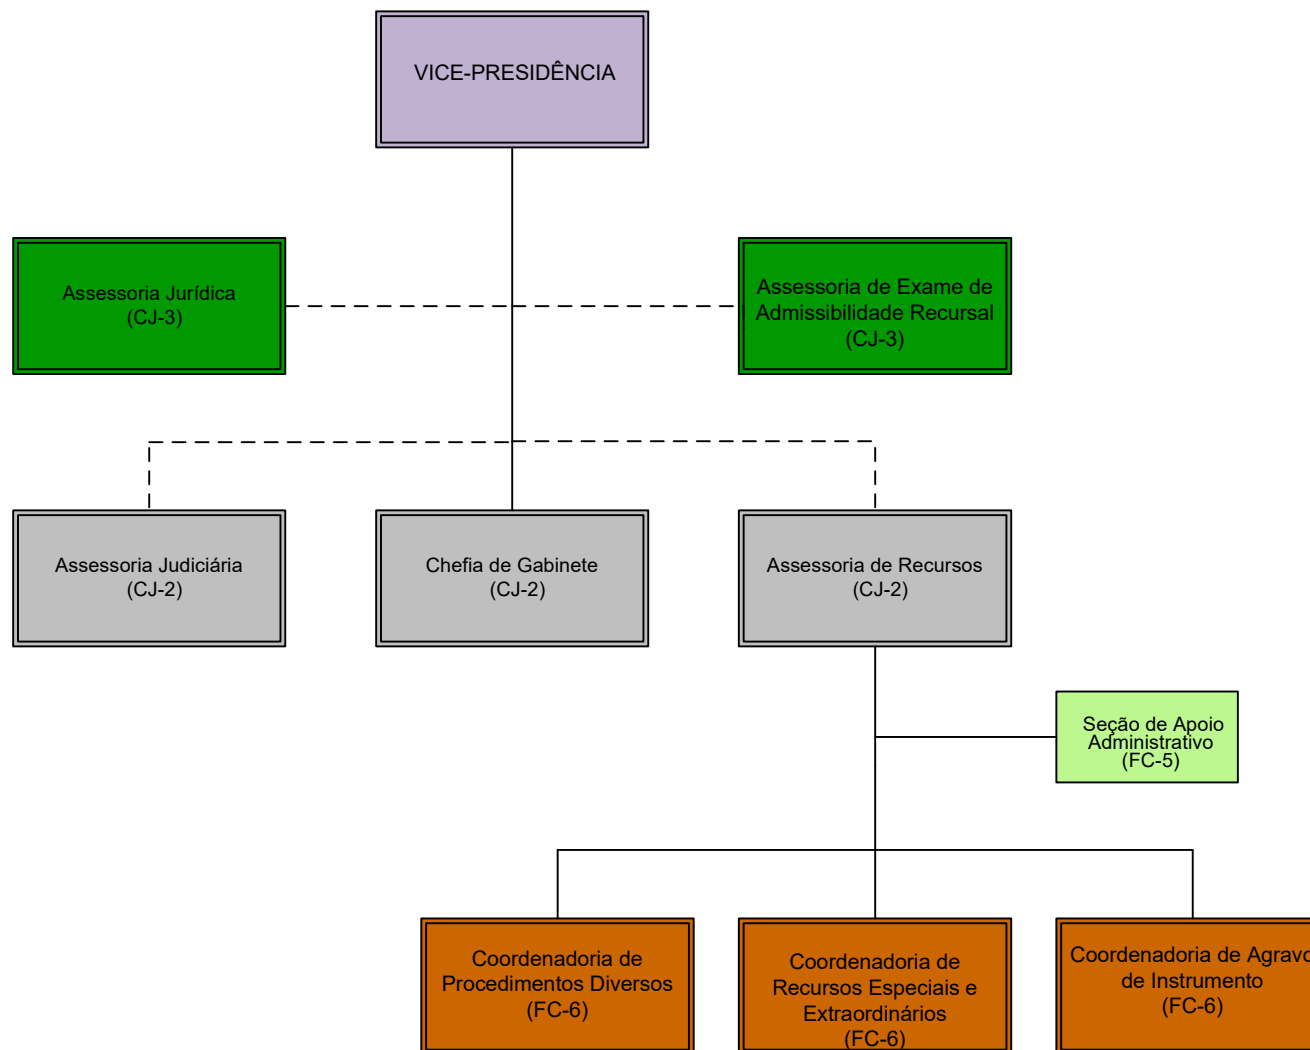 VICE-PRESIDÊNCIA
Assessoria Jurídica
(CJ-3)
Assessoria de Exame de
Admissibilidade Recursal
(CJ-3)
Assessoria Judiciária
(CJ-2)
Chefia de Gabinete
(CJ-2)
Assessoria de Recursos
(CJ-2)
Seção de Apoio
Administrativo
(FC-5)
Coordenadoria de
Procedimentos Diversos
(FC-6)
Coordenadoria de
Recursos Especiais e
Extraordinários
(FC-6)
Coordenadoria de Agravo
de Instrumento
(FC-6)